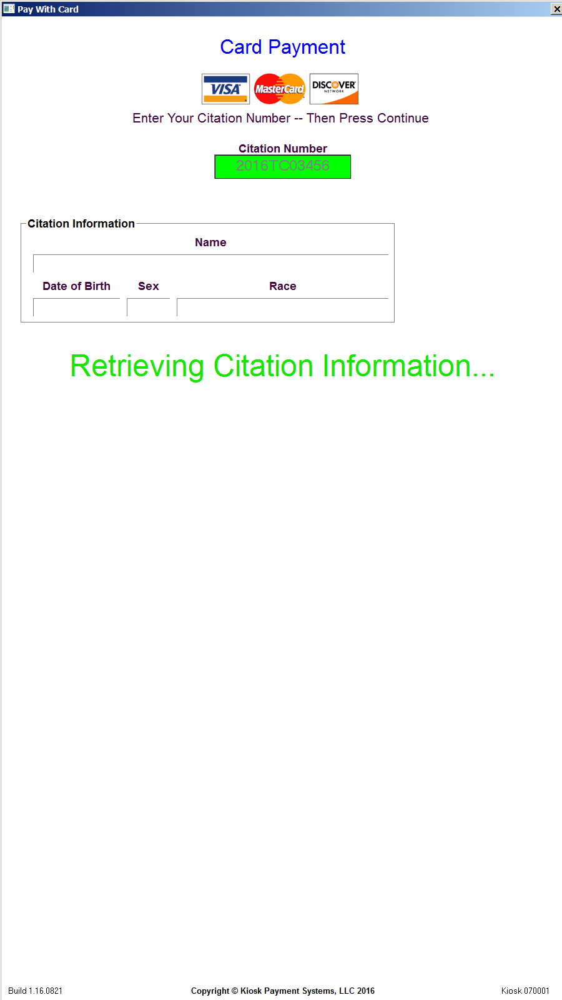 Pay With Card
Card Payment
VISA MasterCard DISCOVER
NETWORK
Enter Your Citation Number -- Then Press Continue
Citation Number
2016TC03456
Citation Information
Name
Date of Birth Sex Race
Retrieving Citation Information...
Build 1.16.0821 Copyright © Kiosk Payment Systems, LLC 2016 Kiosk 070001